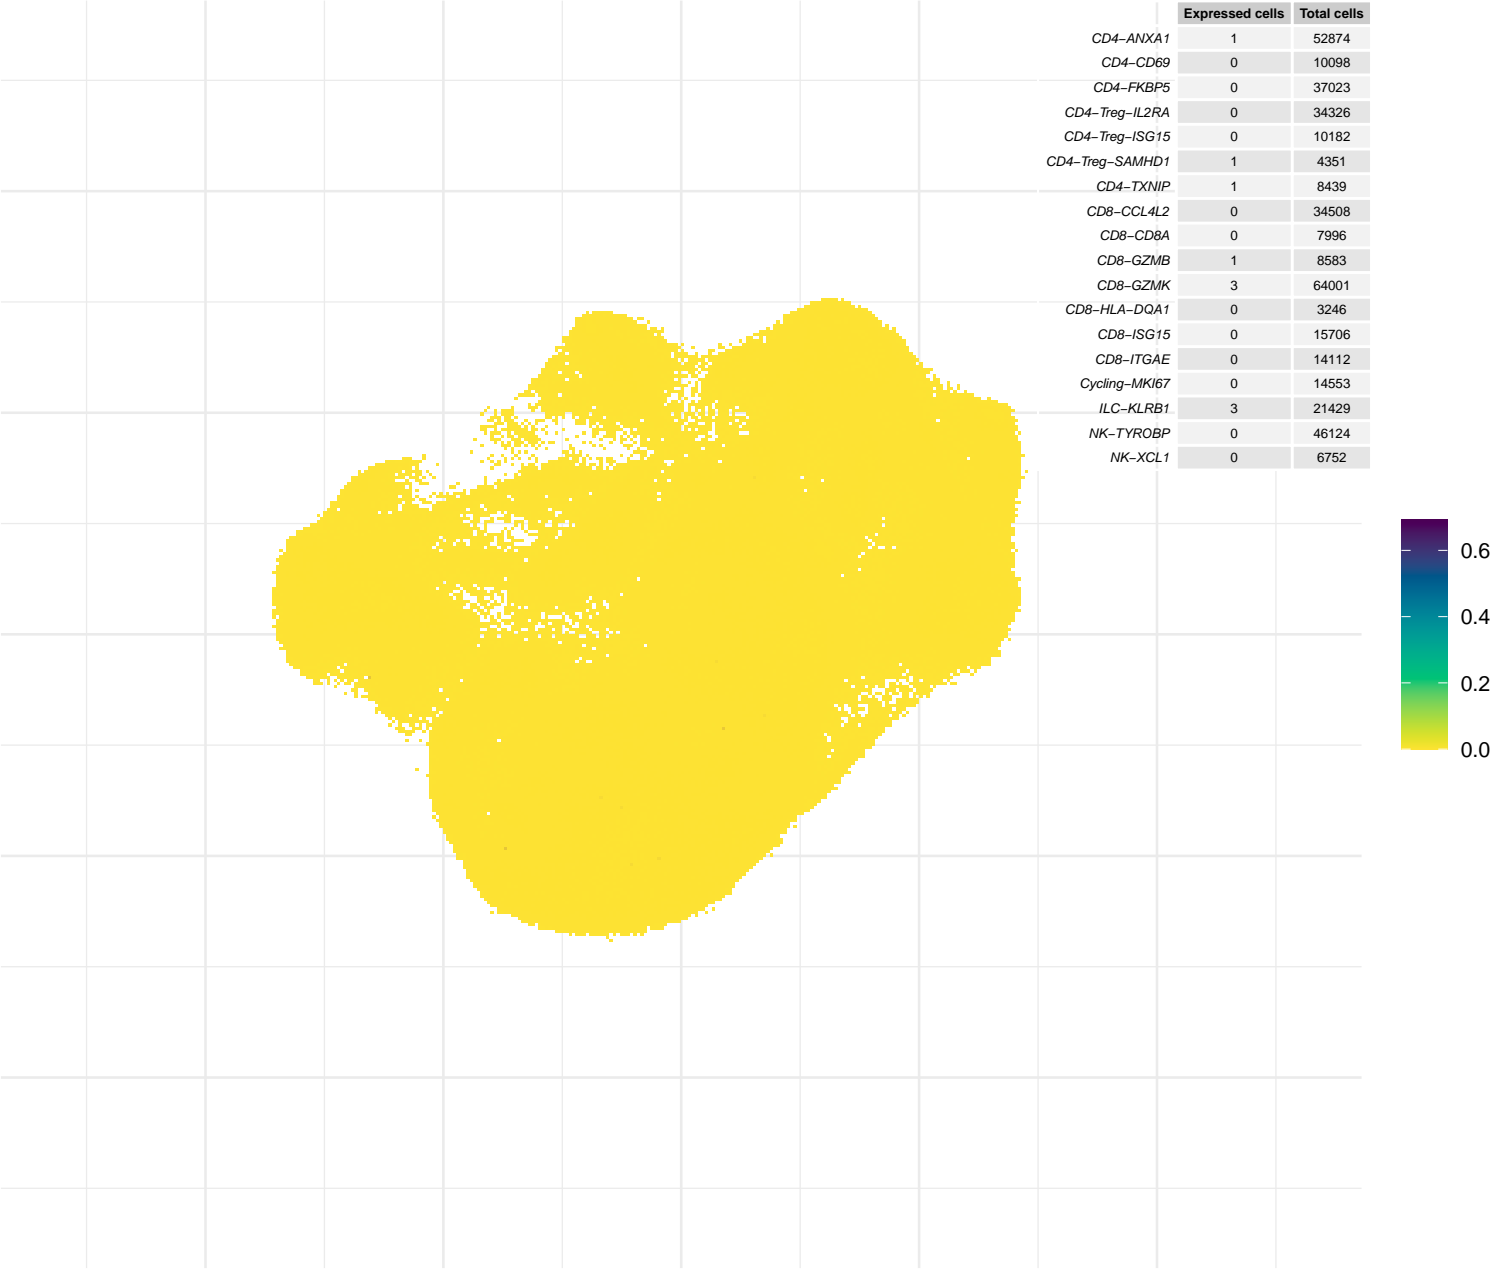 Expressed cells Total cells
CD4−ANXA1 1 52874
CD4−CD69 0 10098
CD4−FKBP5 0 37023
CD4−Treg−IL2RA 0 34326
CD4−Treg−ISG15 0 10182
CD4−Treg−SAMHD1 1 4351
CD4−TXNIP 1 8439
CD8−CCL4L2 0 34508
CD8−CD8A 0 7996
CD8−GZMB 1 8583
CD8−GZMK 3 64001
CD8−HLA−DQA1 0 3246
CD8−ISG15 0 15706
CD8−ITGAE 0 14112
Cycling−MKI67 0 14553
ILC−KLRB1 3 21429
NK−TYROBP 0 46124
NK−XCL1 0 6752
0.6
0.4
0.2
0.0